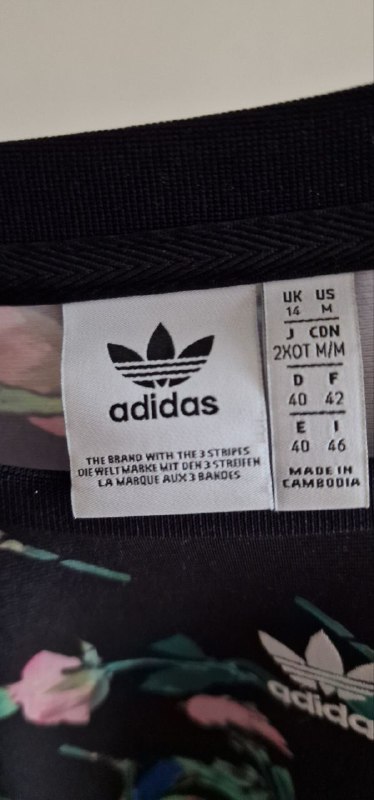 adidas
THE BRAND WITH THE 3 STRIPES
DIE WELTMARKE MIT DEN 3 STREIFEN
LA MARQUE AUX 3 BANDES
UK US
14 M
J CDN
2XOT M/M
D F
40 42
E I
40 46
MADE IN
CAMBODIA
adidas